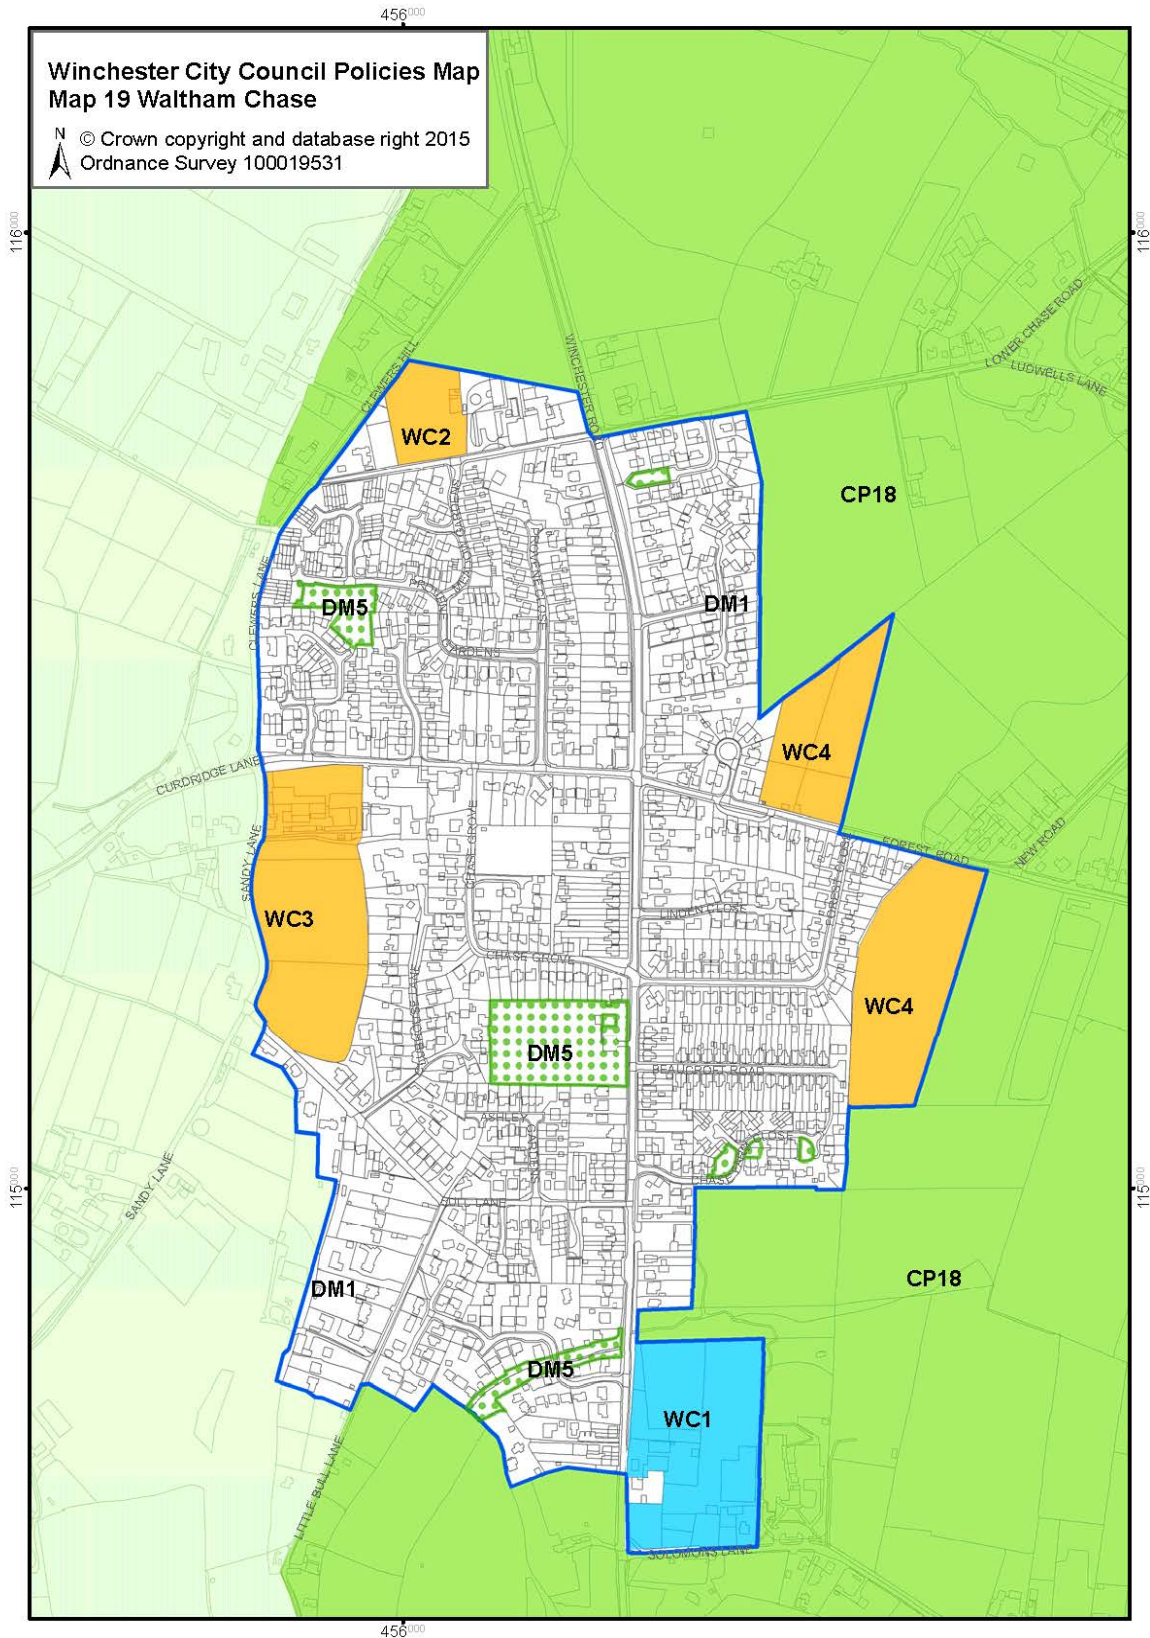 456000
Winchester City Council Policies Map
Map 19 Waltham Chase
N
© Crown copyright and database right 2015
Ordnance Survey 100019531
116000
116000
LOWER CHASE ROAD
LUDWELLS LANE
CLEWERS HILL
WINCHESTER ROAD
WC2
CP18
CLEWERS LANE
DM5
DM1
GARDENS
WC4
CURDRIDGE LANE
SANDY LANE
CHASE GROVE
FOREST ROAD
NEW ROAD
WC3
LINDEN CLOSE
CHASE GROVE
WC4
DM5
BEAUCROFT ROAD
ASHLEY
GARDENS
CLOSE
SANDY LANE
115000
115000
BULL LANE
DM1
CP18
DM5
WC1
LITTLE BULL LANE
SOLOMONS LANE
456000